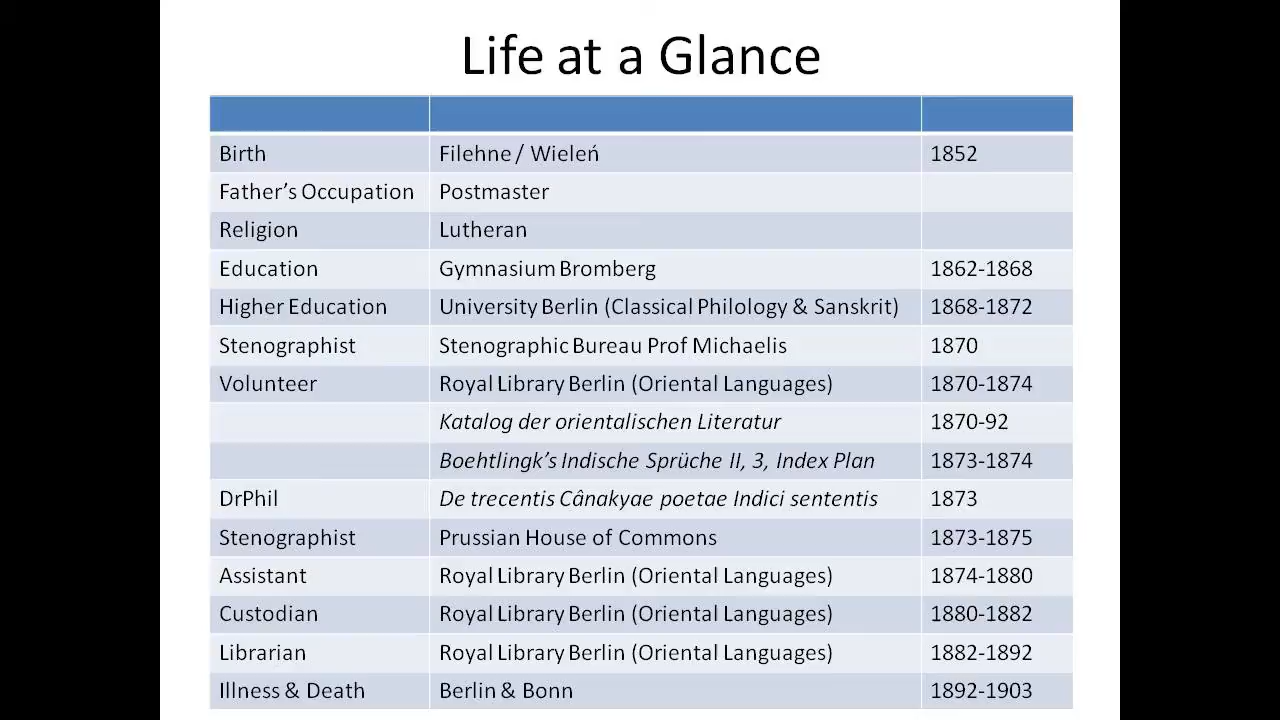 Life at a Glance
Birth Filehne / Wieleń 1852
Father's Occupation Postmaster
Religion Lutheran
Education Gymnasium Bromberg 1862-1868
Higher Education University Berlin (Classical Philology & Sanskrit) 1868-1872
Stenographist Stenographic Bureau Prof Michaelis 1870
Volunteer Royal Library Berlin (Oriental Languages) 1870-1874
Katalog der orientalischen Literatur 1870-92
Boehtlingk's Indische Sprüche II, 3, Index Plan 1873-1874
DrPhil De trecentis Cânakyae poetae Indici sententis 1873
Stenographist Prussian House of Commons 1873-1875
Assistant Royal Library Berlin (Oriental Languages) 1874-1880
Custodian Royal Library Berlin (Oriental Languages) 1880-1882
Librarian Royal Library Berlin (Oriental Languages) 1882-1892
Illness & Death Berlin & Bonn 1892-1903